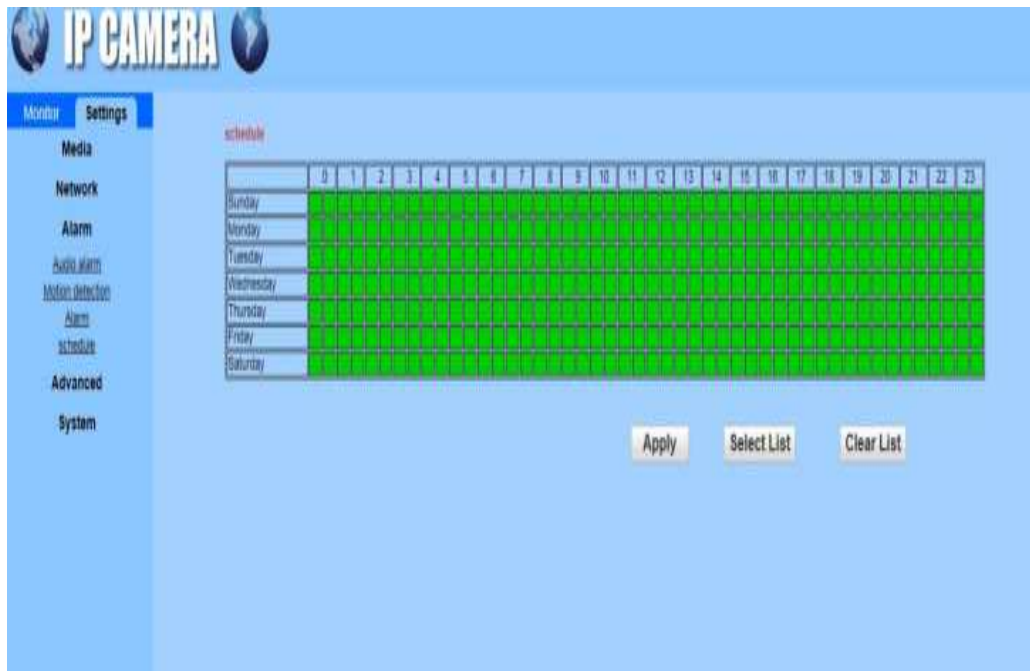 IP CAMERA
Monitor Settings
schedule
Media
0 1 2 3 4 5 6 7 8 9 10 11 12 13 14 15 16 17 18 19 20 21 22 23
Network
Sunday
Alarm
Monday
Audio alarm
Tuesday
Motion detection
Wednesday
Alarm
Thursday
schedule
Friday
Saturday
Advanced
System
Apply Select List Clear List